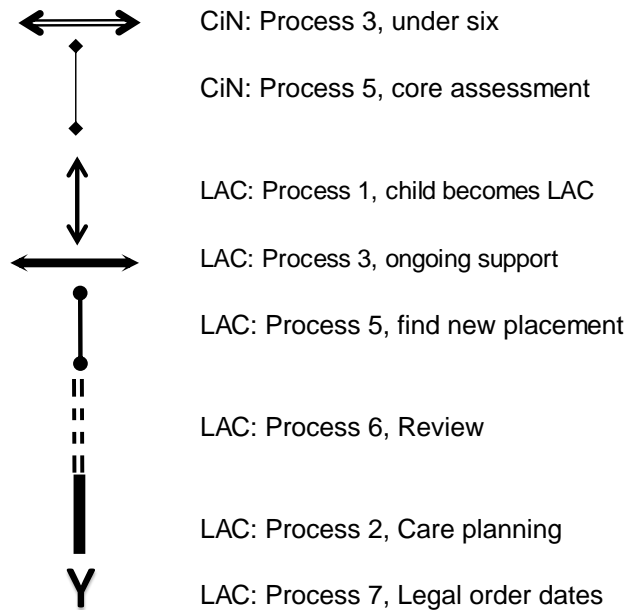 CiN: Process 3, under six
CiN: Process 5, core assessment
LAC: Process 1, child becomes LAC
LAC: Process 3, ongoing support
LAC: Process 5, find new placement
LAC: Process 6, Review
LAC: Process 2, Care planning
Y LAC: Process 7, Legal order dates